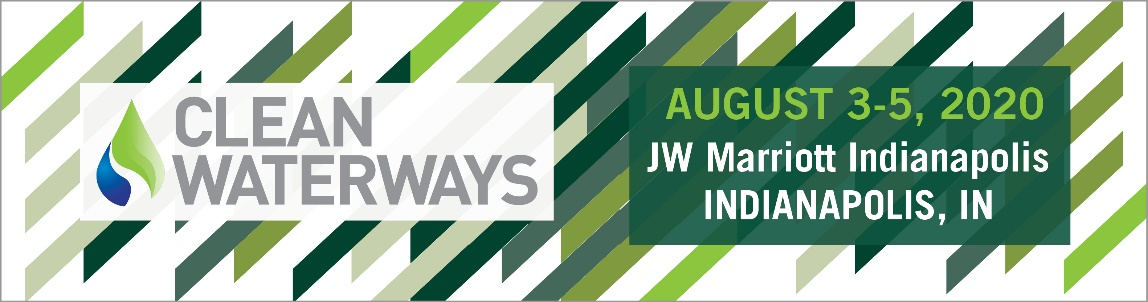 CLEAN
WATERWAYS
AUGUST 3-5, 2020
JW Marriott Indianapolis
INDIANAPOLIS, IN